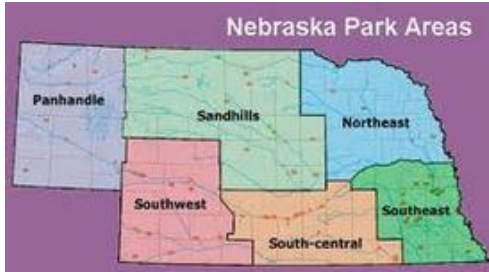 Nebraska Park Areas
Panhandle
Sandhills
Northeast
Southwest
Southeast
South-central